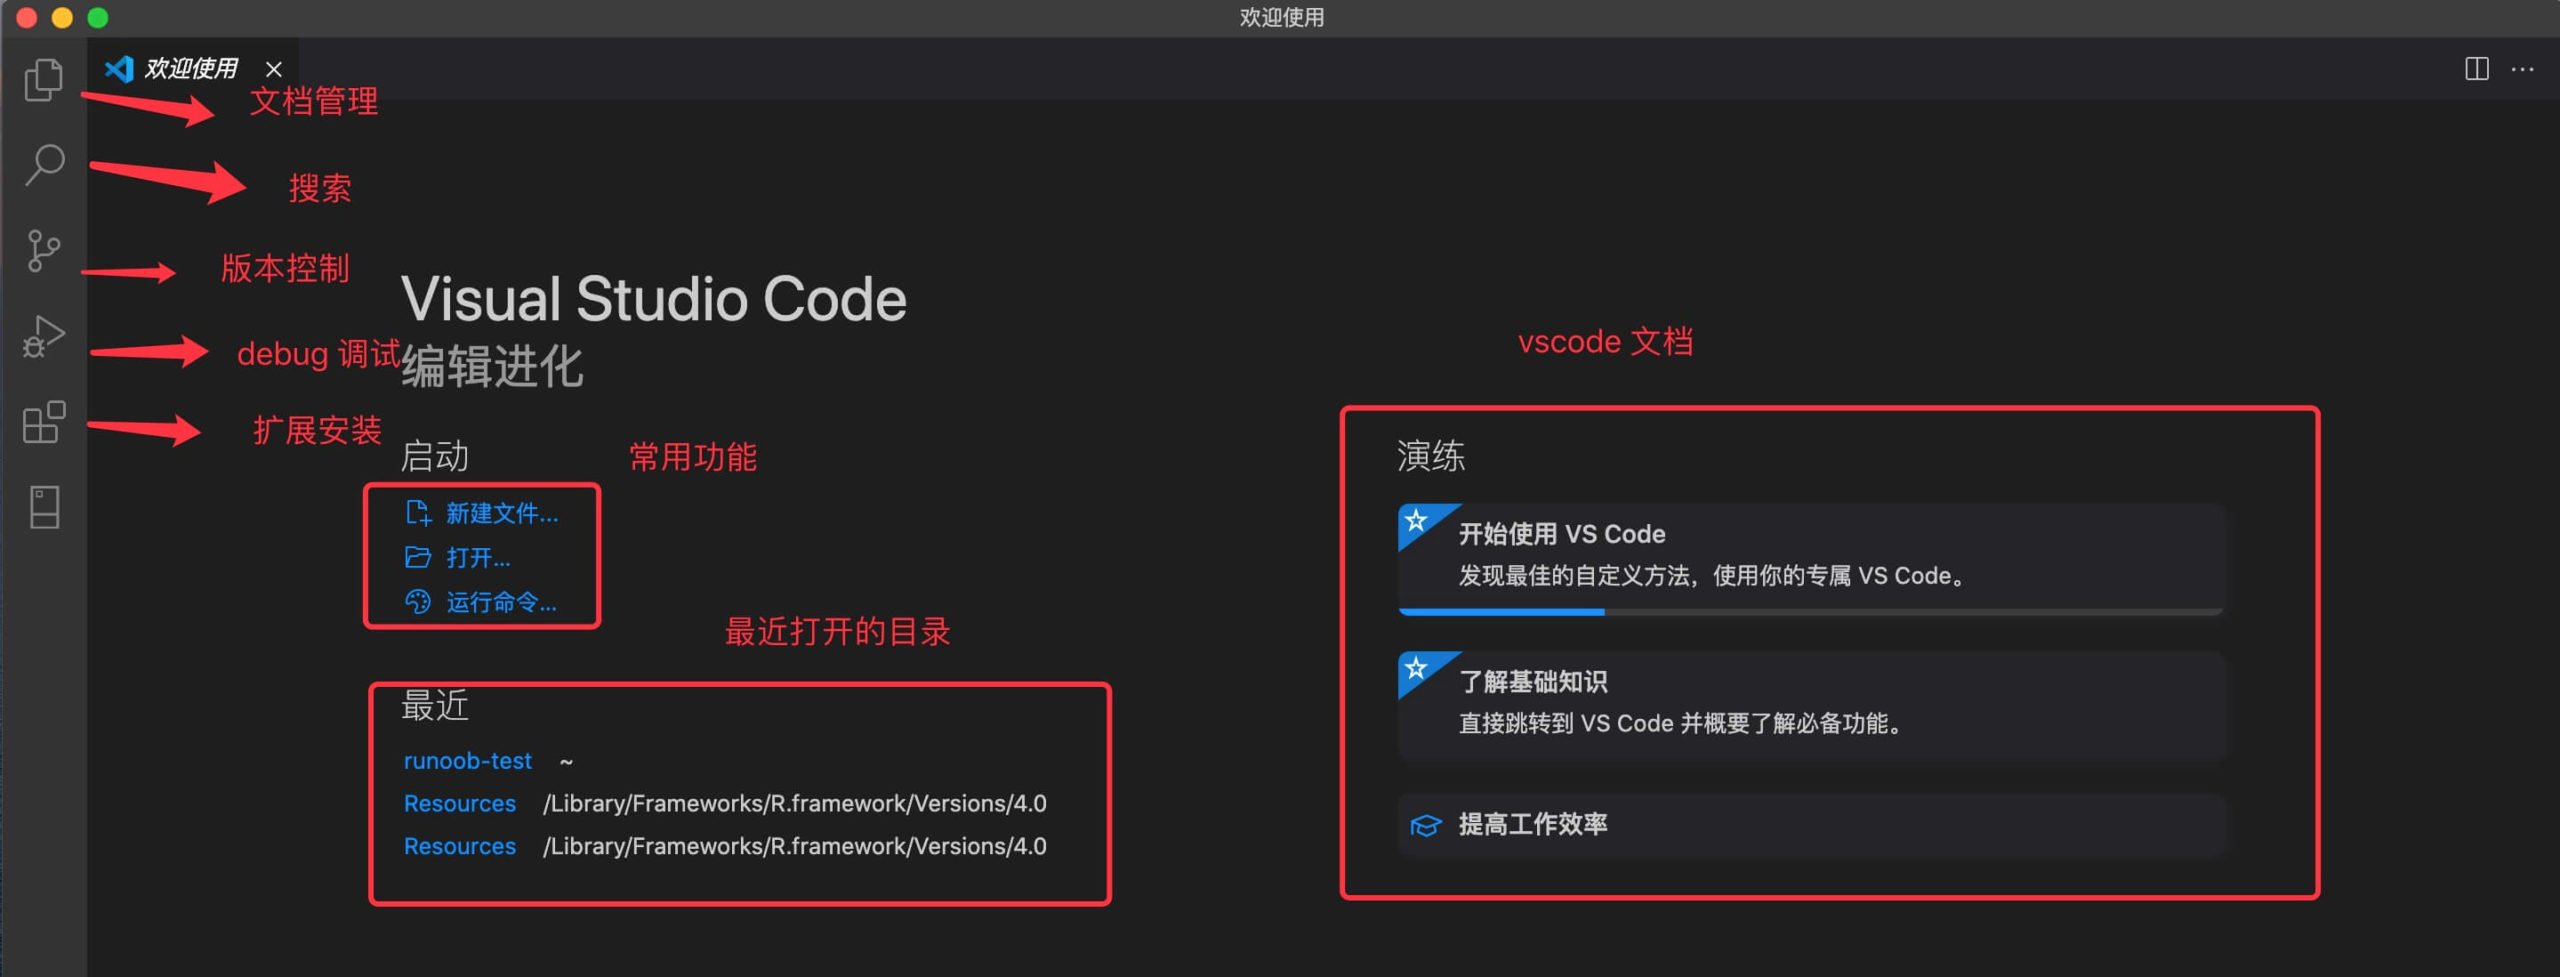 欢迎使用
欢迎使用
文档管理
搜索
版本控制
debug 调试
扩展安装
Visual Studio Code
编辑进化
启动
常用功能
新建文件...
打开...
运行命令...
最近打开的目录
最近
runoob-test ~
Resources /Library/Frameworks/R.framework/Versions/4.0
Resources /Library/Frameworks/R.framework/Versions/4.0
vscode 文档
演练
开始使用 VS Code
发现最佳的自定义方法，使用你的专属 VS Code。
了解基础知识
直接跳转到 VS Code 并概要了解必备功能。
提高工作效率